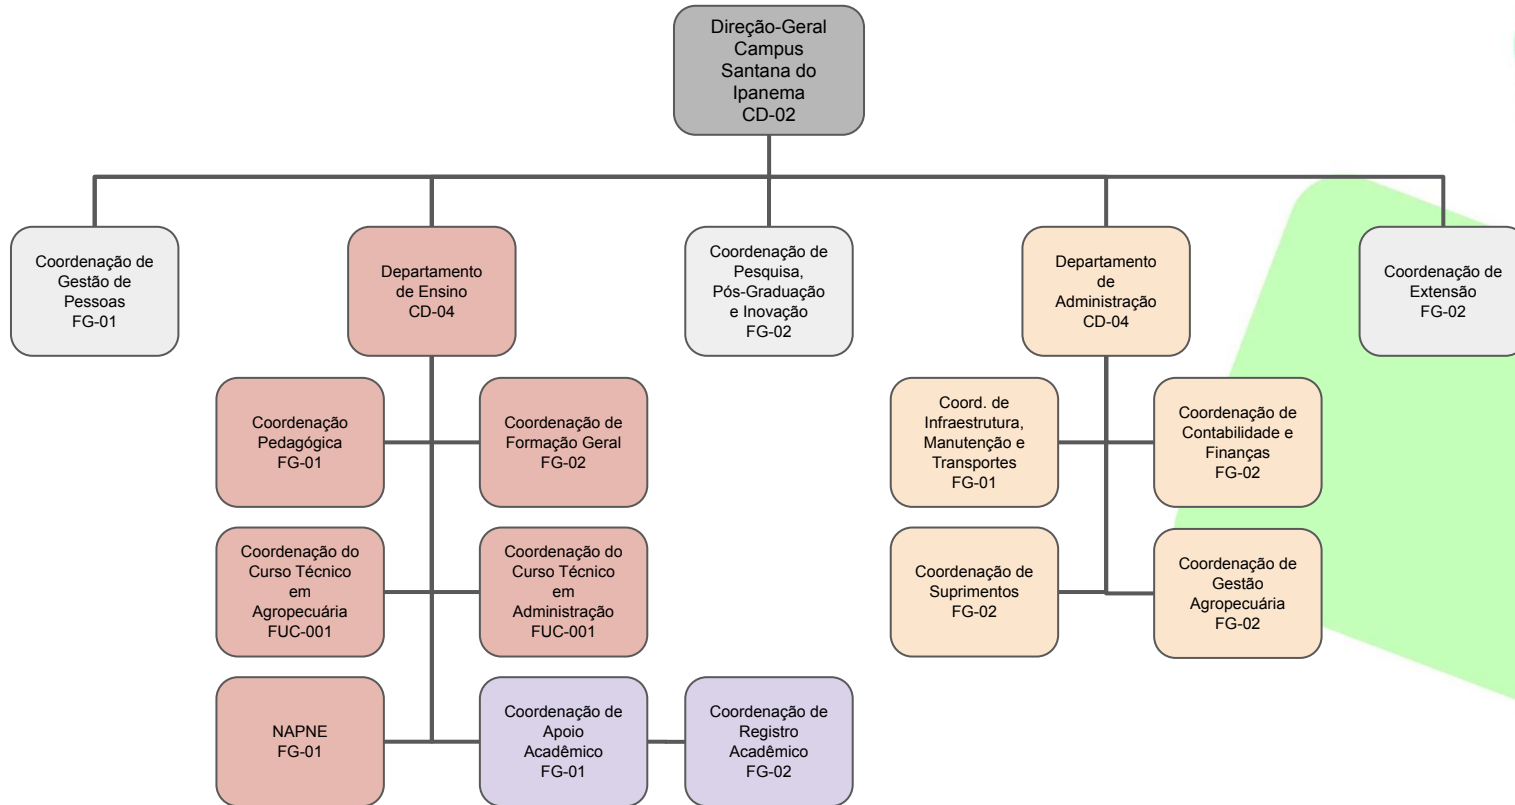 Direção-Geral
Campus
Santana do
Ipanema
CD-02
Coordenação de
Gestão de
Pessoas
FG-01
Departamento
de Ensino
CD-04
Coordenação de
Pesquisa,
Pós-Graduação
e Inovação
FG-02
Departamento
de
Administração
CD-04
Coordenação de
Extensão
FG-02
Coordenação
Pedagógica
FG-01
Coordenação de
Formação Geral
FG-02
Coord. de
Infraestrutura,
Manutenção e
Transportes
FG-01
Coordenação de
Contabilidade e
Finanças
FG-02
Coordenação do
Curso Técnico
em
Agropecuária
FUC-001
Coordenação do
Curso Técnico
em
Administração
FUC-001
Coordenação de
Suprimentos
FG-02
Coordenação de
Gestão
Agropecuária
FG-02
NAPNE
FG-01
Coordenação de
Apoio
Acadêmico
FG-01
Coordenação de
Registro
Acadêmico
FG-02